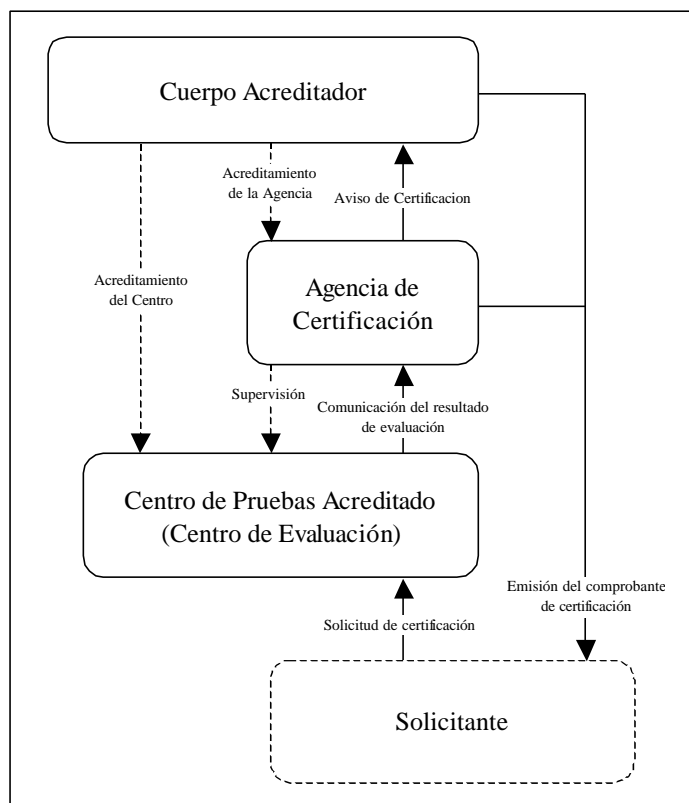 Cuerpo Acreditador
Acreditamiento
de la Agencia
Aviso de Certificacion
Acreditamiento
del Centro
Agencia de
Certificación
Supervisión
Comunicación del resultado
de evaluación
Centro de Pruebas Acreditado
(Centro de Evaluación)
Emisión del comprobante
de certificación
Solicitud de certificación
Solicitante